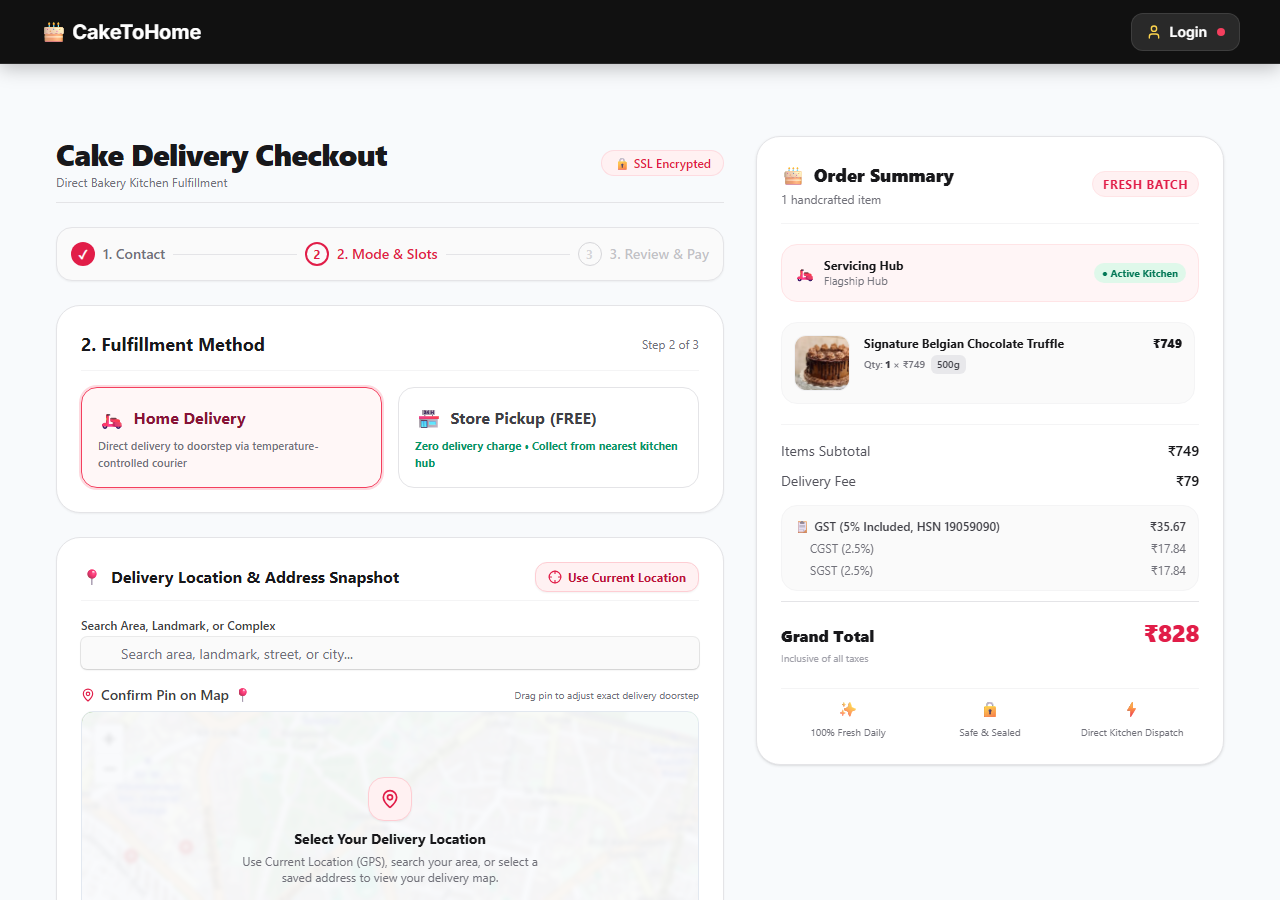 CakeToHome
Login
Cake Delivery Checkout
Direct Bakery Kitchen Fulfillment
SSL Encrypted
1. Contact
2
2. Mode & Slots
3
3. Review & Pay
2. Fulfillment Method
Step 2 of 3
Home Delivery
Direct delivery to doorstep via temperature-
controlled courier
Store Pickup (FREE)
Zero delivery charge • Collect from nearest kitchen
hub
Delivery Location & Address Snapshot
Use Current Location
Search Area, Landmark, or Complex
Search area, landmark, street, or city...
Confirm Pin on Map
Drag pin to adjust exact delivery doorstep
Select Your Delivery Location
Use Current Location (GPS), search your area, or select a
saved address to view your delivery map.
Order Summary
1 handcrafted item
FRESH BATCH
Servicing Hub
Flagship Hub
• Active Kitchen
Signature Belgian Chocolate Truffle
₹749
Qty: 1 × ₹749 500g
Items Subtotal ₹749
Delivery Fee ₹79
GST (5% Included, HSN 19059090) ₹35.67
CGST (2.5%) ₹17.84
SGST (2.5%) ₹17.84
Grand Total ₹828
Inclusive of all taxes
100% Fresh Daily
Safe & Sealed
Direct Kitchen Dispatch